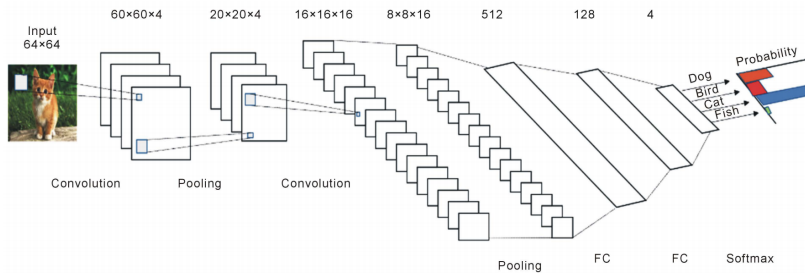 60×60×4
20×20×4
16×16×16
8×8×16
512
128
4
Input
64×64
Probability
Dog
Bird
Cat
Fish
Convolution
Pooling
Convolution
Pooling
FC
FC
Softmax